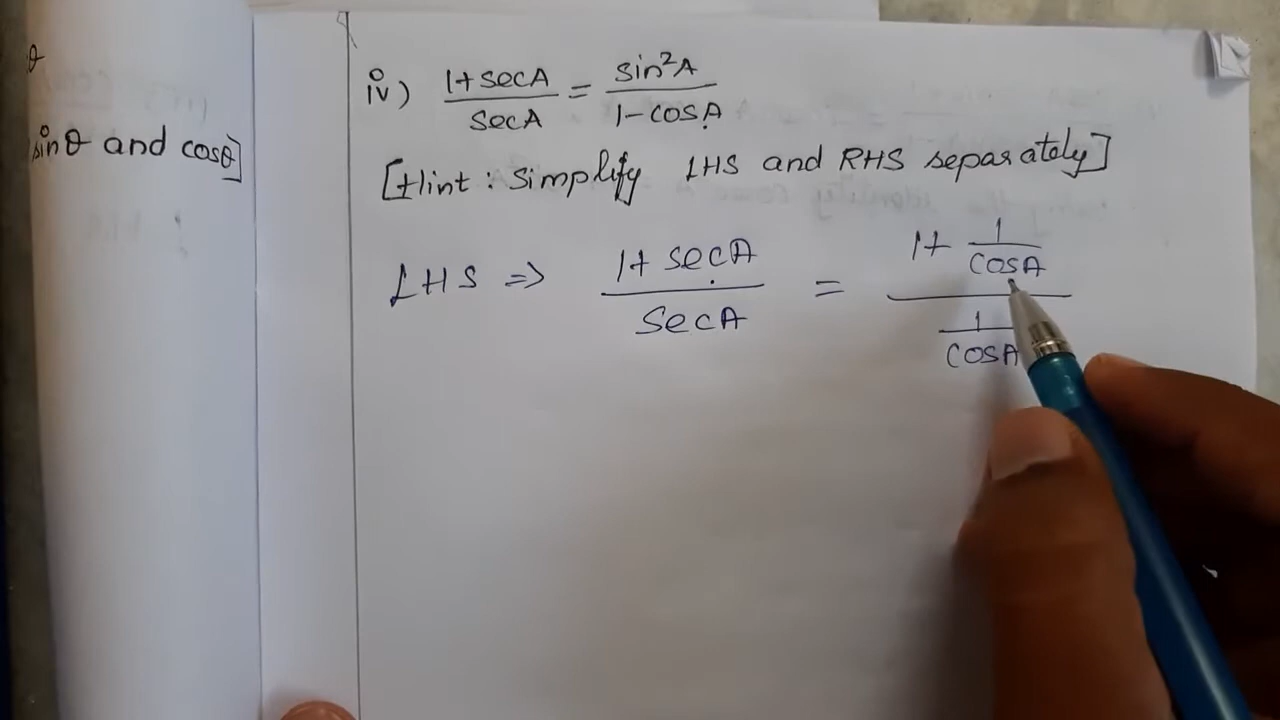 θ
sinθ and cosθ]
iv) 1+secA/secA = sin²A/1-cosA
[Hint : Simplify LHS and RHS separately]
LHS ⇒ 1+secA/secA = 1+ 1/cosA / 1/cosA